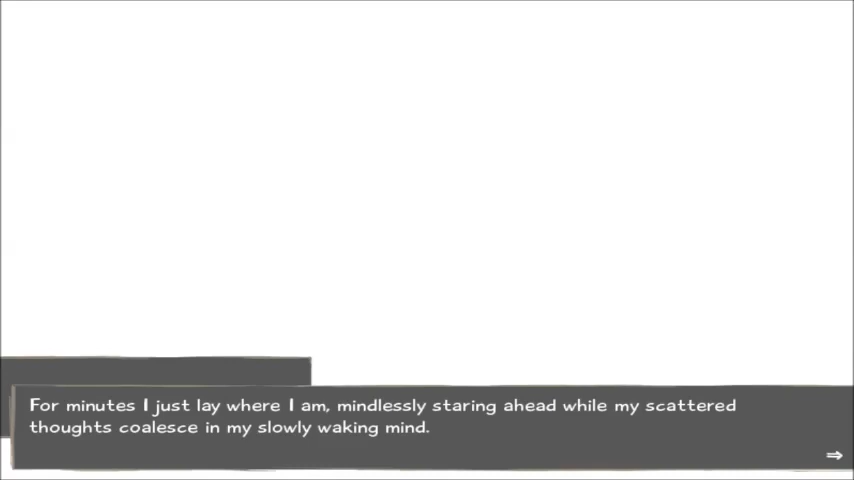 For minutes I just lay where I am, mindlessly staring ahead while my scattered
thoughts coalesce in my slowly waking mind.
⇒